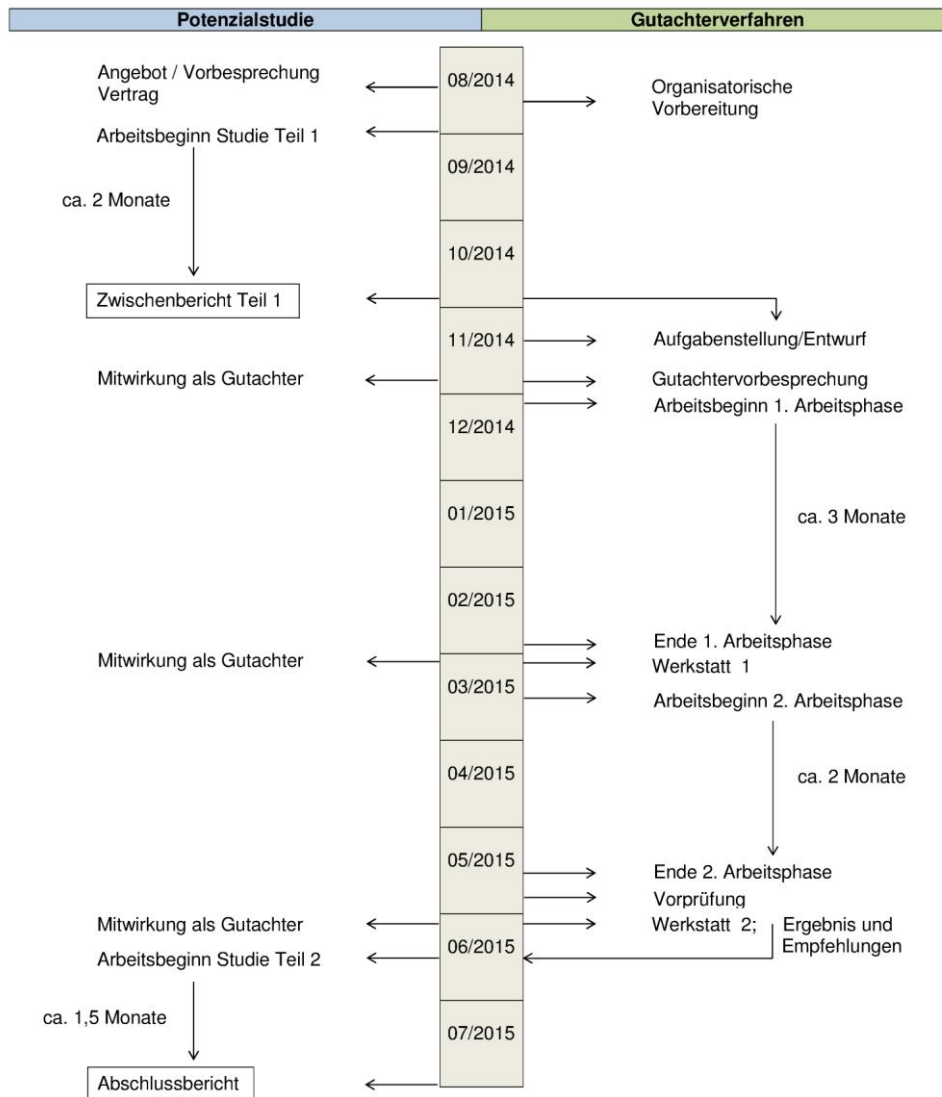 Potenzialstudie
Gutachterverfahren
08/2014
Angebot / Vorbesprechung
Vertrag
Organisatorische
Vorbereitung
Arbeitsbeginn Studie Teil 1
09/2014
ca. 2 Monate
10/2014
Zwischenbericht Teil 1
11/2014
Aufgabenstellung/Entwurf
Mitwirkung als Gutachter
Gutachtervorbesprechung
Arbeitsbeginn 1. Arbeitsphase
12/2014
01/2015
ca. 3 Monate
02/2015
Ende 1. Arbeitsphase
Mitwirkung als Gutachter
Werkstatt 1
03/2015
Arbeitsbeginn 2. Arbeitsphase
04/2015
ca. 2 Monate
05/2015
Ende 2. Arbeitsphase
Vorprüfung
Mitwirkung als Gutachter
Werkstatt 2;
Ergebnis und
Empfehlungen
06/2015
Arbeitsbeginn Studie Teil 2
ca. 1,5 Monate
07/2015
Abschlussbericht